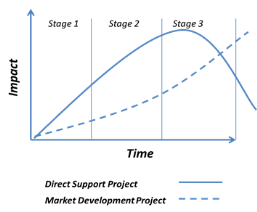 Stage 1 Stage 2 Stage 3
Impact
Time
Direct Support Project
Market Development Project